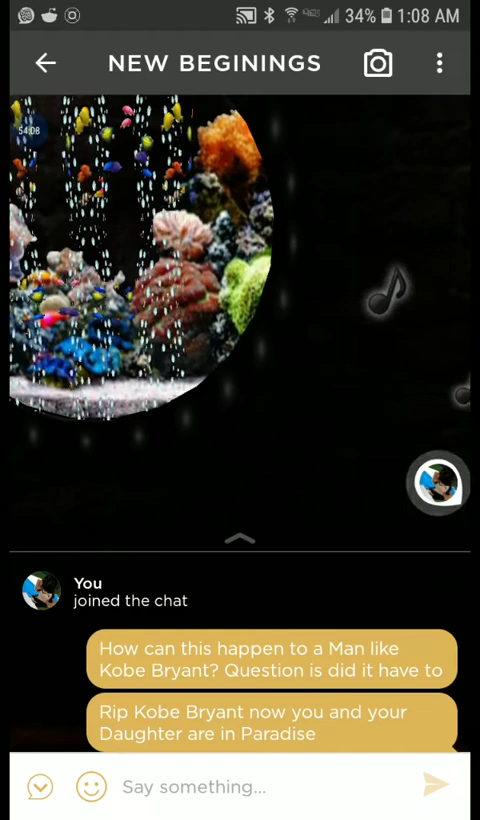 34% 1:08 AM
NEW BEGININGS
54:08
You
joined the chat
How can this happen to a Man like
Kobe Bryant? Question is did it have to
Rip Kobe Bryant now you and your
Daughter are in Paradise
Say something...